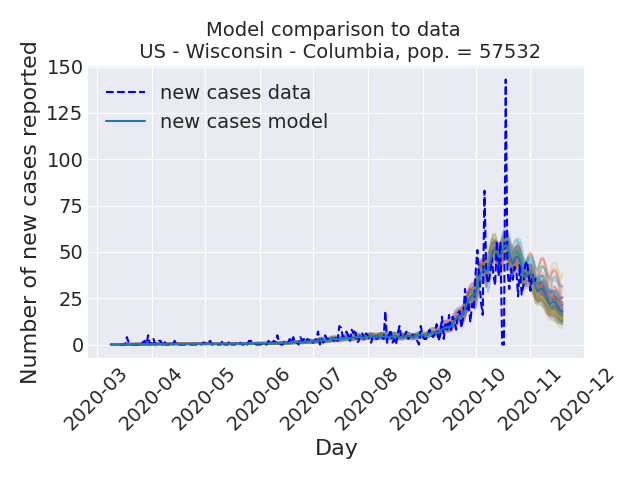 Model comparison to data
US - Wisconsin - Columbia, pop. = 57532
Number of new cases reported
150
125
100
75
50
25
0
new cases data
new cases model
2020-03
2020-04
2020-05
2020-06
2020-07
2020-08
2020-09
2020-10
2020-11
2020-12
Day